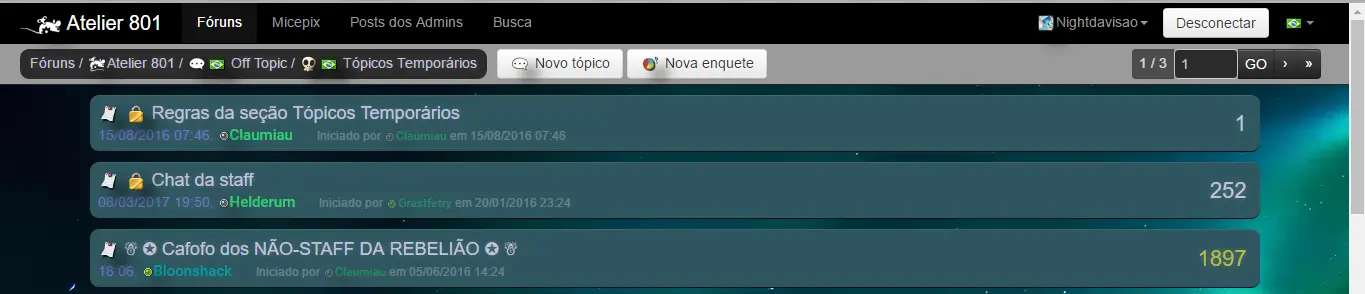 Atelier 801 Fóruns Micepix Posts dos Admins Busca Nightdavisao Desconectar
Fóruns / Atelier 801 / Off Topic / Tópicos Temporários Novo tópico Nova enquete 1 / 3 1 GO › »
Regras da seção Tópicos Temporários
15/08/2016 07:46. Claumiau Iniciado por Claumiau em 15/08/2016 07:46
1
Chat da staff
08/03/2017 19:50. Helderum Iniciado por Grastfetry em 20/01/2016 23:24
252
☃ ✪ Cafofo dos NÃO-STAFF DA REBELIÃO ✪ ☃
18:06. Bloonshack Iniciado por Claumiau em 05/06/2016 14:24
1897